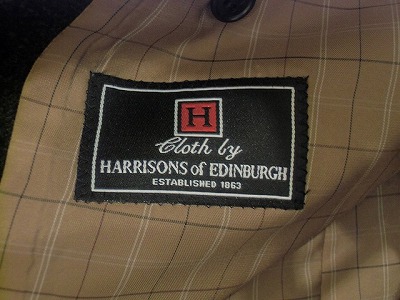 H
Cloth by
HARRISONS of EDINBURGH
ESTABLISHED 1863